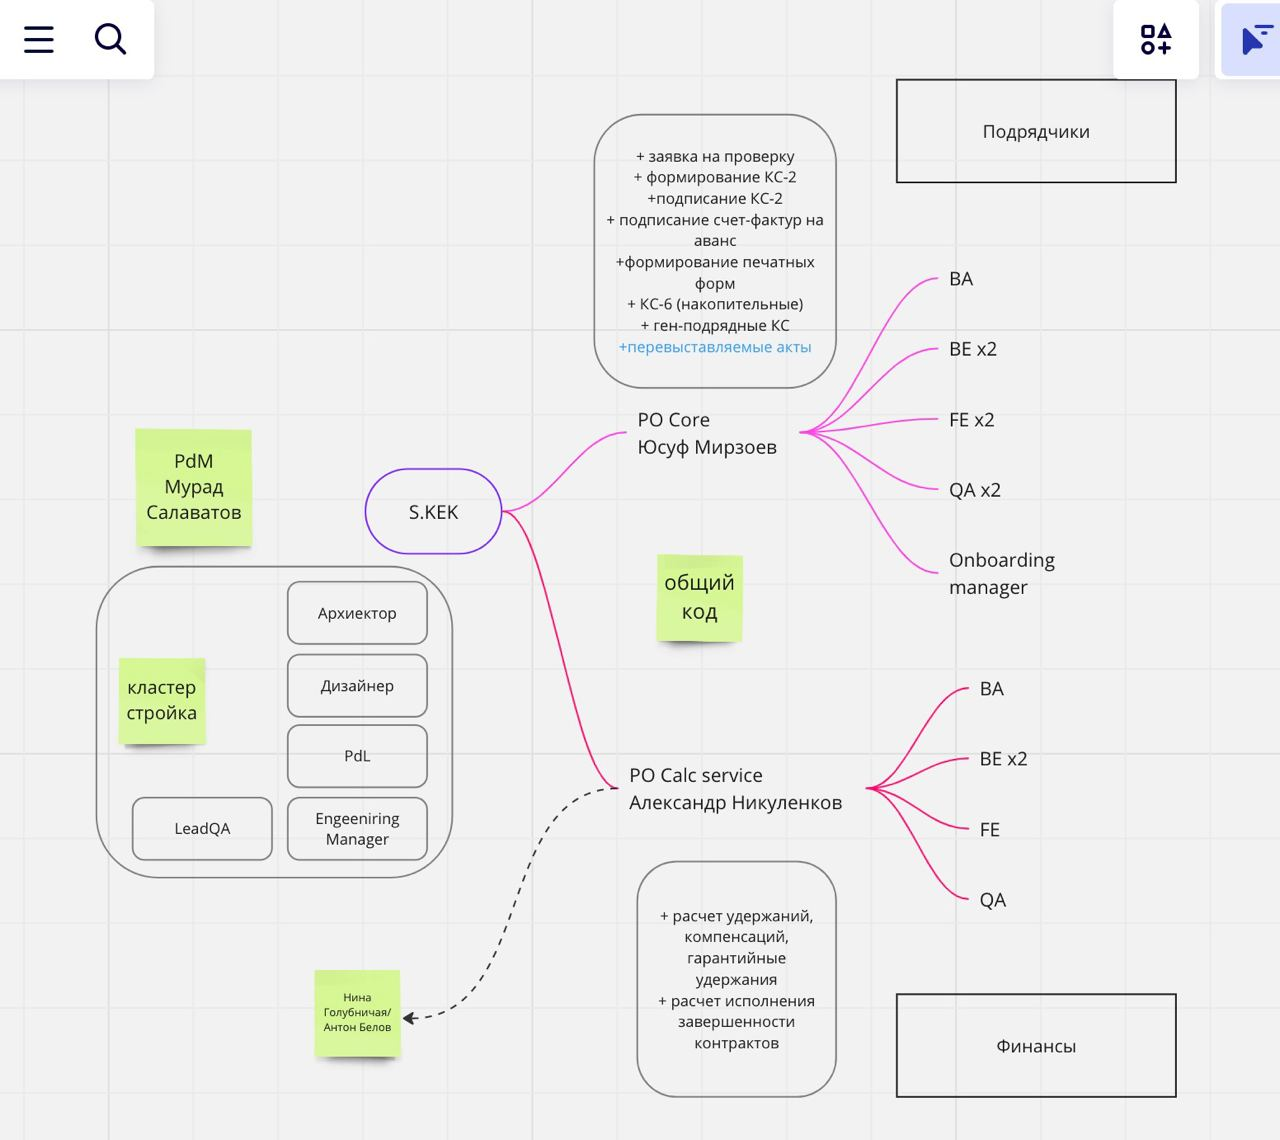 Подрядчики
+ заявка на проверку
+ формирование КС-2
+подписание КС-2
+ подписание счет-фактур на
аванс
+формирование печатных
форм
+ КС-6 (накопительные)
+ ген-подрядные КС
+перевыставляемые акты
BA
BE x2
FE x2
QA x2
Onboarding
manager
PO Core
Юсуф Мирзоев
PdM
Мурад
Салаватов
S.KEK
общий
код
Архиектор
Дизайнер
PdL
Engeeniring
Manager
LeadQA
кластер
стройка
PO Calc service
Александр Никуленков
BA
BE x2
FE
QA
+ расчет удержаний,
компенсаций,
гарантийные
удержания
+ расчет исполнения
завершенности
контрактов
Нина
Голубничая/
Антон Белов
Финансы